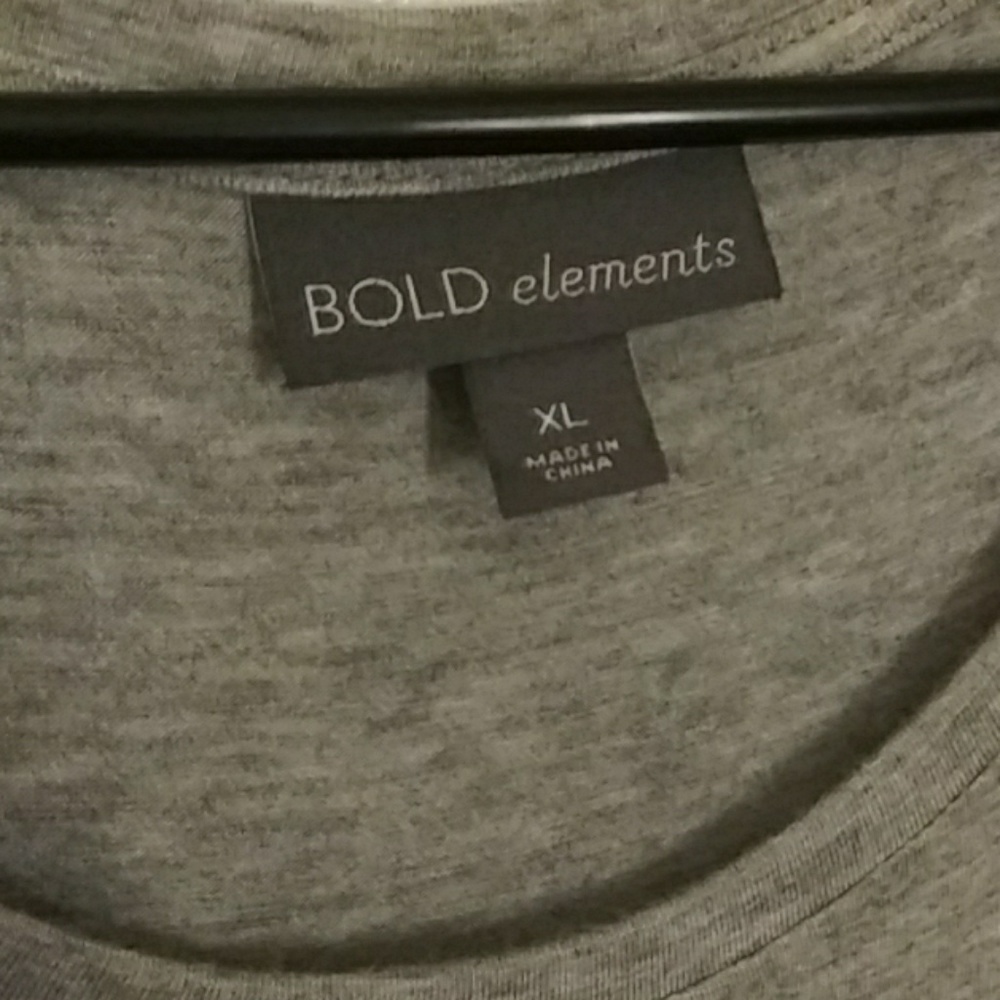 BOLD elements
XL
MADE IN
CHINA